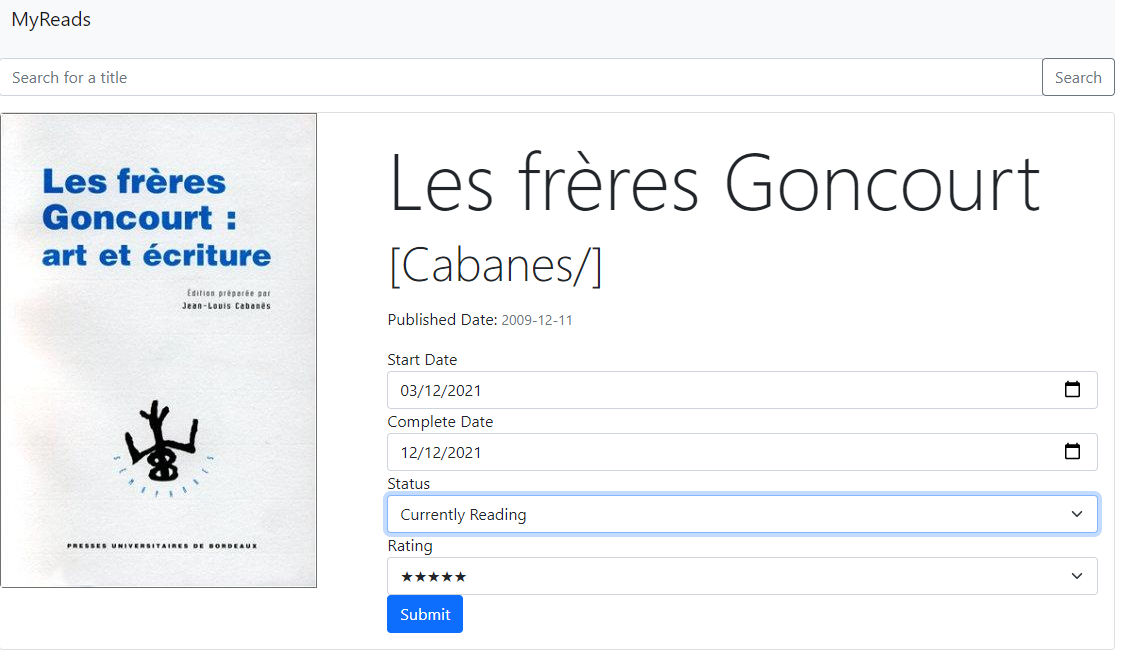 MyReads
Search for a title
Search
Les frères
Goncourt :
art et écriture
Edition préparée par
Jean-Louis Cabanès
SEMAPHORES
PRESSES UNIVERSITAIRES DE BORDEAUX
Les frères Goncourt
[Cabanes/]
Published Date: 2009-12-11
Start Date
03/12/2021
Complete Date
12/12/2021
Status
Currently Reading
Rating
★★★★★
Submit